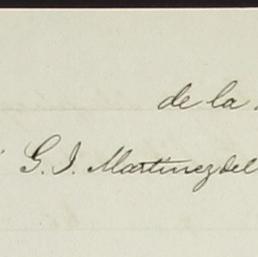 de la
G. I. Martinez del